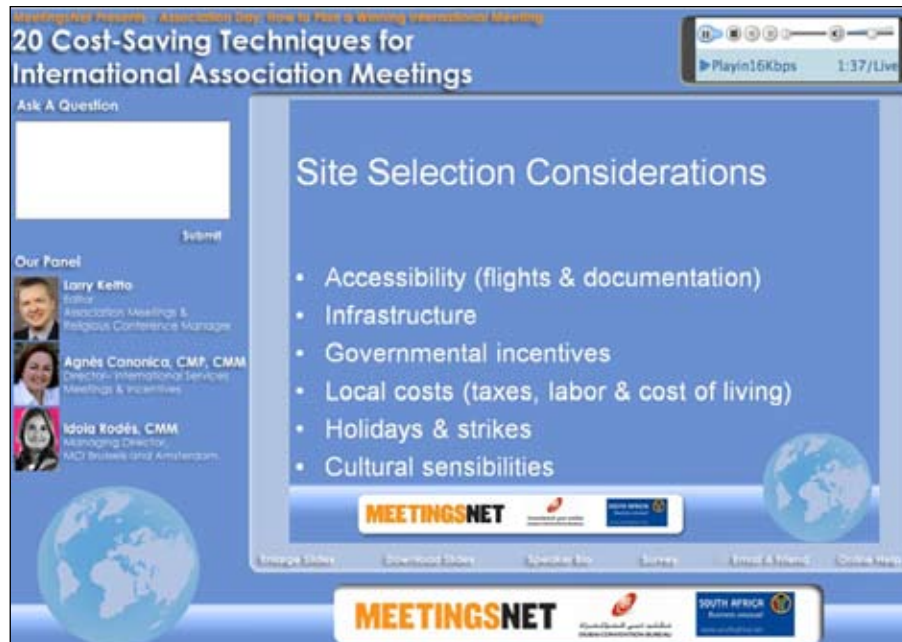 MeetingsNet Presents - Association Day: How to Plan a Winning International Meeting
20 Cost-Saving Techniques for
International Association Meetings
Playin16Kbps 1:37/Live
Ask A Question
Submit
Our Panel
Larry Keltto
Editor
Association Meetings &
Religious Conference Manager
Agnès Canonica, CMP, CMM
Director- International Services
Meetings & Incentives
Idoia Rodés, CMM
Managing Director,
MCI Brussels and Amsterdam
Site Selection Considerations
• Accessibility (flights & documentation)
• Infrastructure
• Governmental incentives
• Local costs (taxes, labor & cost of living)
• Holidays & strikes
• Cultural sensibilities
MEETINGSNET
SOUTH AFRICA
Enlarge Slides Download Slides Speaker Bio Survey Email A Friend Online Help
MEETINGSNET
DUBAI CONVENTION BUREAU
SOUTH AFRICA
Business unusual